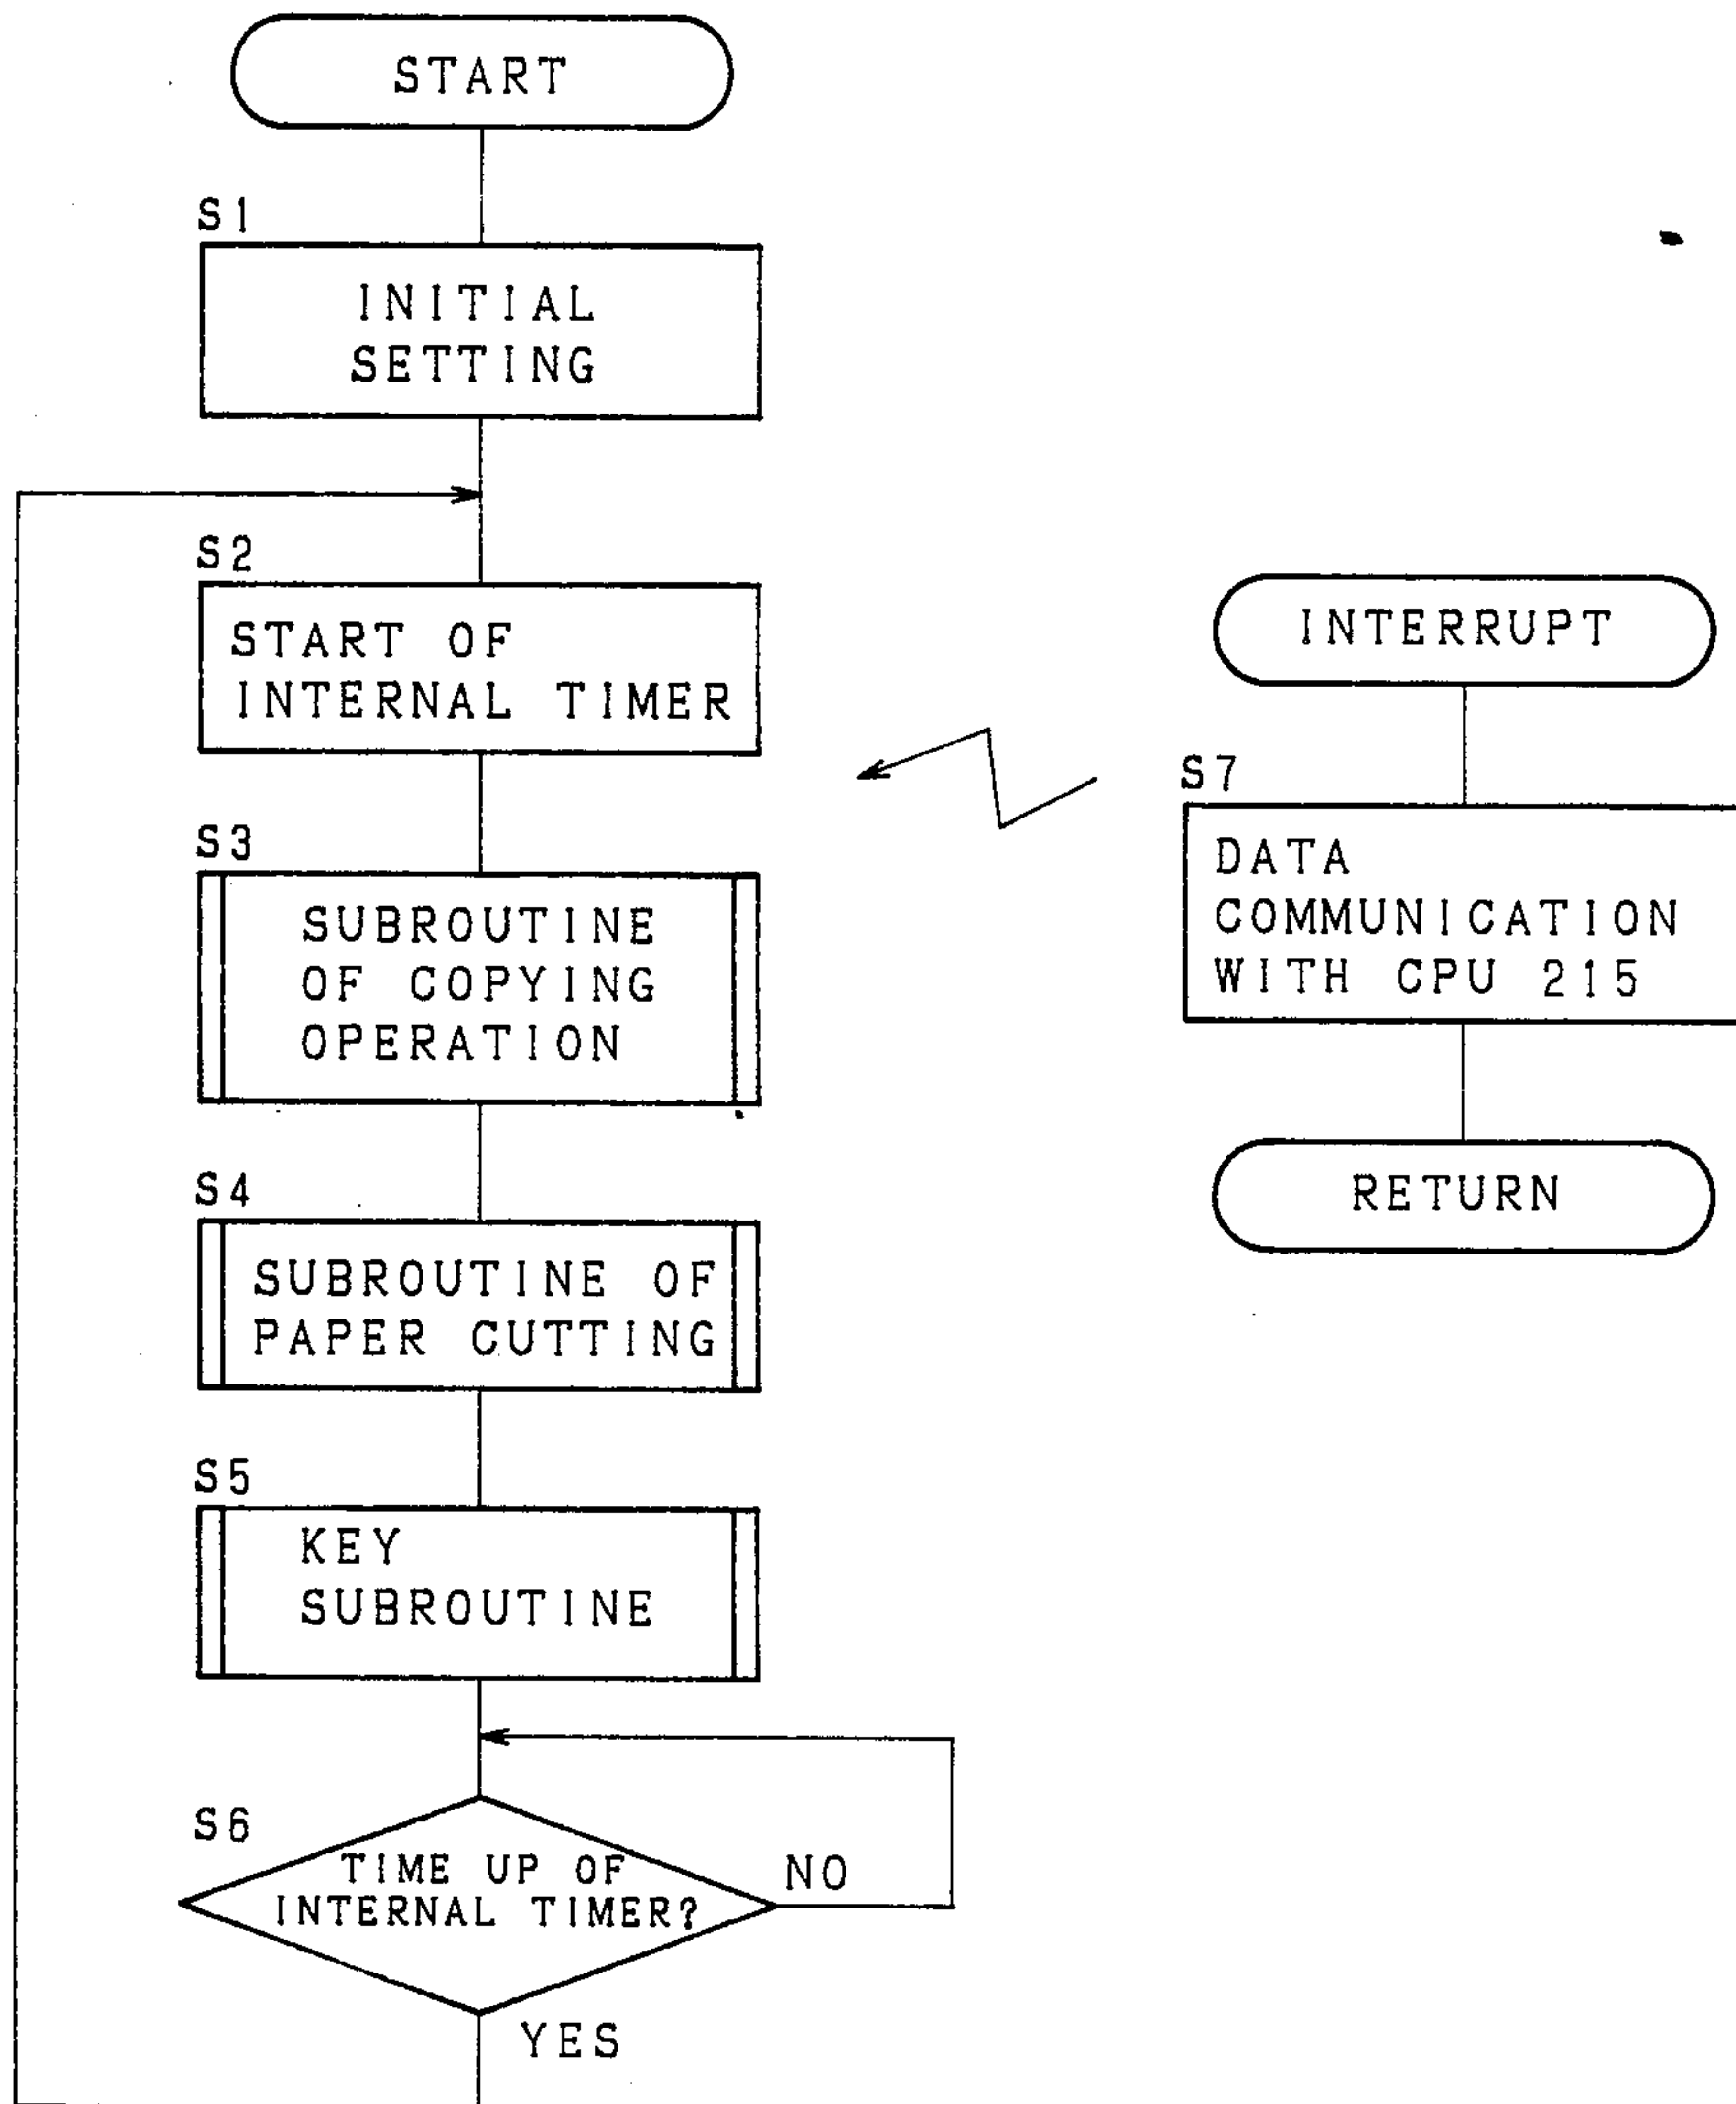 START
S1
INITIAL
SETTING
S2
START OF
INTERNAL TIMER
S3
SUBROUTINE
OF COPYING
OPERATION
S4
SUBROUTINE OF
PAPER CUTTING
S5
KEY
SUBROUTINE
S6
TIME UP OF
INTERNAL TIMER?
NO
YES
INTERRUPT
S7
DATA
COMMUNICATION
WITH CPU 215
RETURN